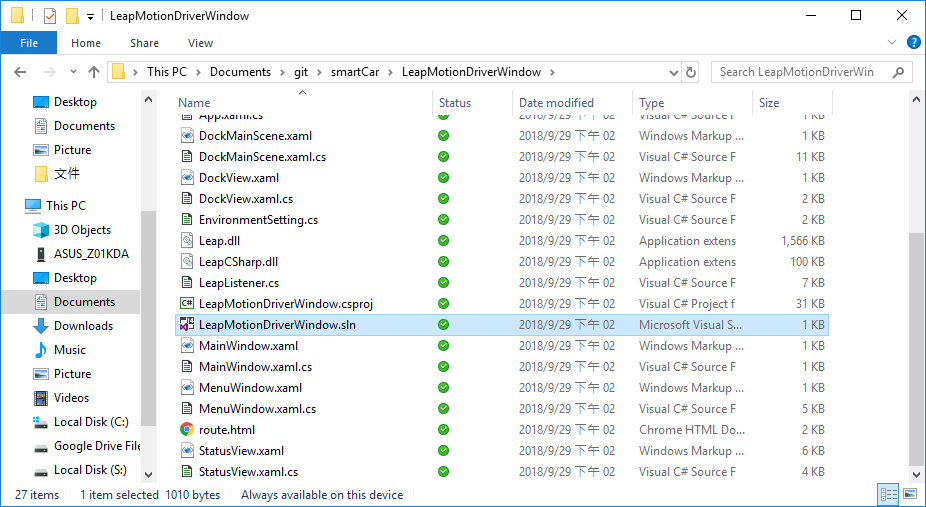 LeapMotionDriverWindow
File Home Share View
This PC Documents git smartCar LeapMotionDriverWindow
Search LeapMotionDriverWin
Desktop
Documents
Picture
文件
This PC
3D Objects
ASUS_Z01KDA
Desktop
Documents
Downloads
Music
Picture
Videos
Local Disk (C:)
Google Drive File
Local Disk (S:)
Name Status Date modified Type Size
App.xaml.cs 2018/9/29 下午 02 Visual C# Source F 1 KB
DockMainScene.xaml 2018/9/29 下午 02 Windows Markup ... 1 KB
DockMainScene.xaml.cs 2018/9/29 下午 02 Visual C# Source F 11 KB
DockView.xaml 2018/9/29 下午 02 Windows Markup ... 1 KB
DockView.xaml.cs 2018/9/29 下午 02 Visual C# Source F 2 KB
EnvironmentSetting.cs 2018/9/29 下午 02 Visual C# Source F 2 KB
Leap.dll 2018/9/29 下午 02 Application extens 1,566 KB
LeapCSharp.dll 2018/9/29 下午 02 Application extens 100 KB
LeapListener.cs 2018/9/29 下午 02 Visual C# Source F 7 KB
LeapMotionDriverWindow.csproj 2018/9/29 下午 02 Visual C# Project f 31 KB
LeapMotionDriverWindow.sln 2018/9/29 下午 02 Microsoft Visual S... 1 KB
MainWindow.xaml 2018/9/29 下午 02 Windows Markup ... 1 KB
MainWindow.xaml.cs 2018/9/29 下午 02 Visual C# Source F 1 KB
MenuWindow.xaml 2018/9/29 下午 02 Windows Markup ... 1 KB
MenuWindow.xaml.cs 2018/9/29 下午 02 Visual C# Source F 5 KB
route.html 2018/9/29 下午 02 Chrome HTML Do... 2 KB
StatusView.xaml 2018/9/29 下午 02 Windows Markup ... 6 KB
StatusView.xaml.cs 2018/9/29 下午 02 Visual C# Source F 4 KB
27 items 1 item selected 1010 bytes Always available on this device